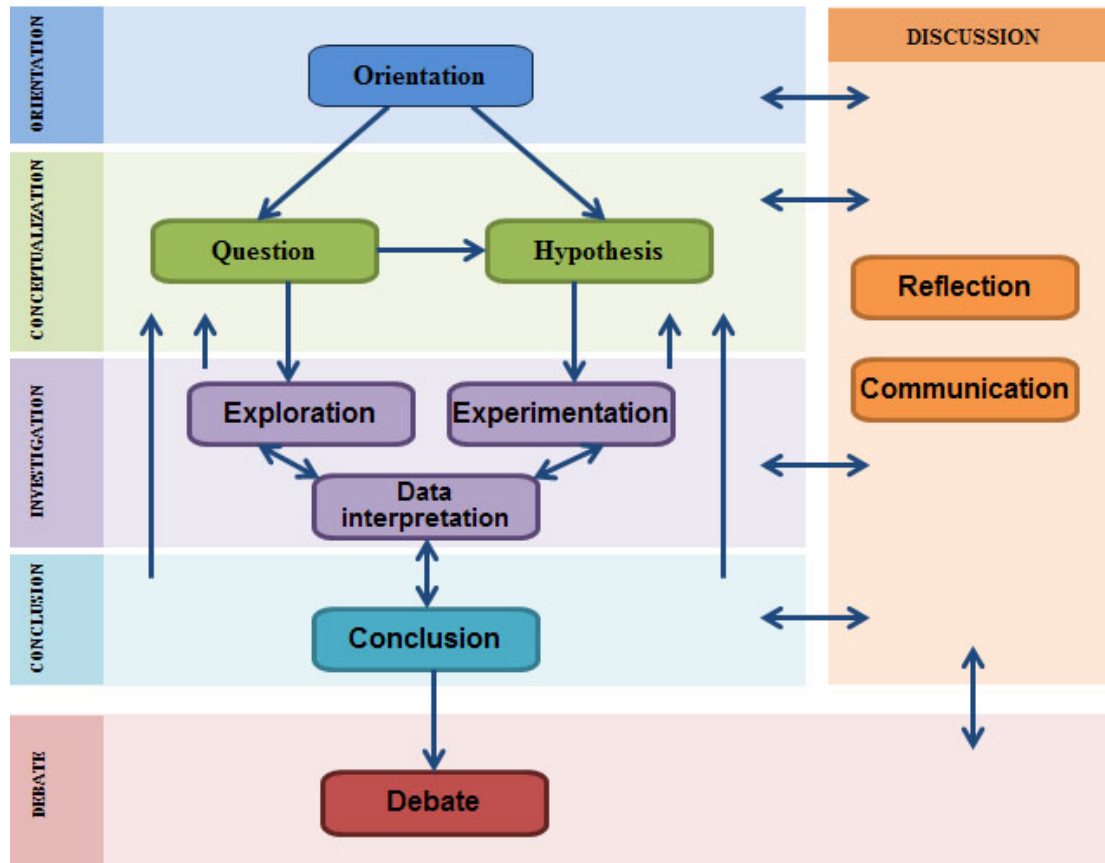 ORIENTATION
Orientation
DISCUSSION
CONCEPTUALIZATION
Question
Hypothesis
Reflection
Communication
INVESTIGATION
Exploration
Experimentation
Data
interpretation
CONCLUSION
Conclusion
DEBATE
Debate